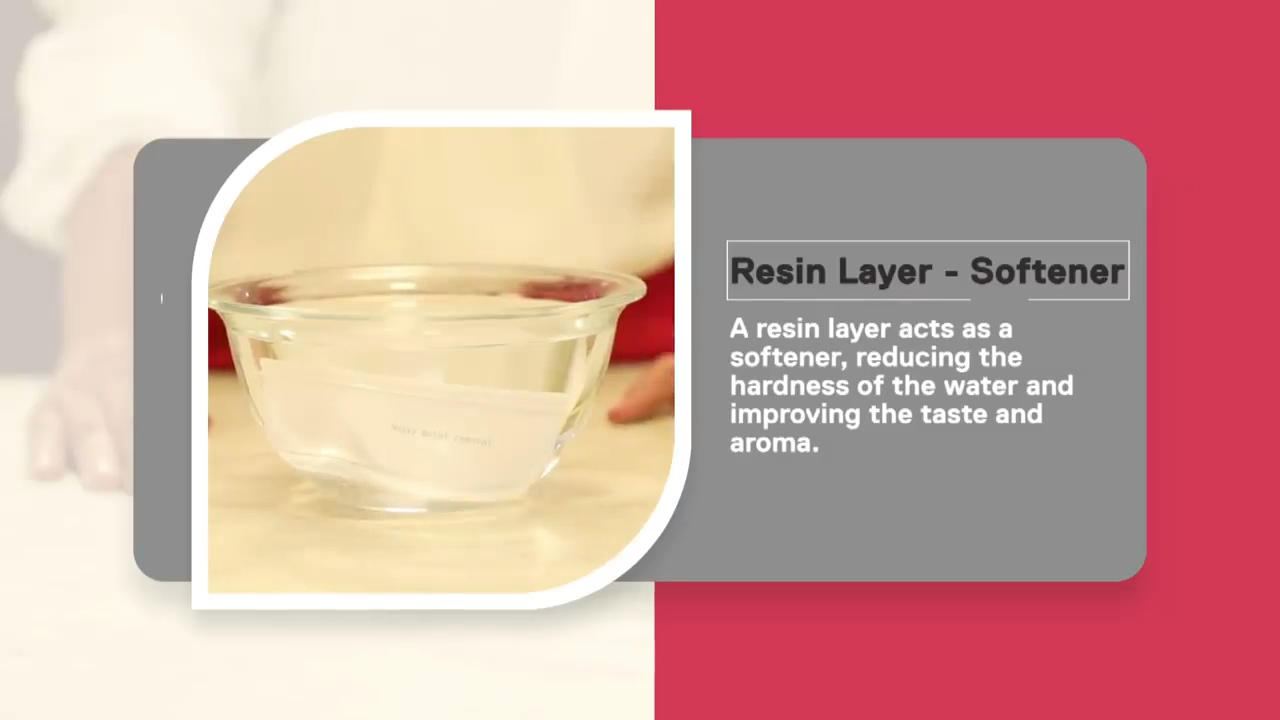 Resin Layer - Softener
A resin layer acts as a
softener, reducing the
hardness of the water and
improving the taste and
aroma.